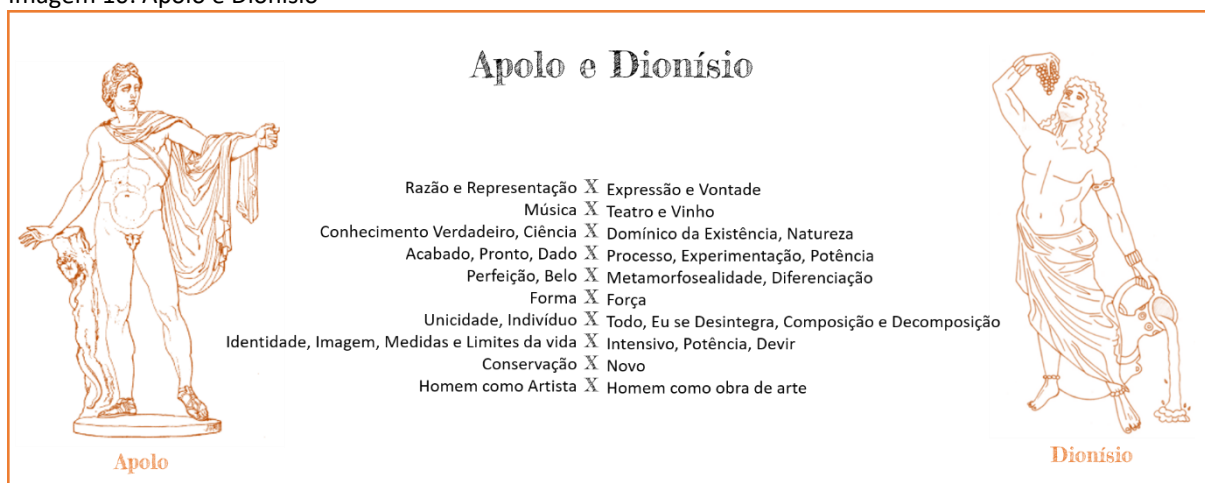 Imagem 10: Apolo e Dionísio
Apolo e Dionísio
Razão e Representação X Expressão e Vontade
Música X Teatro e Vinho
Conhecimento Verdadeiro, Ciência X Domínico da Existência, Natureza
Acabado, Pronto, Dado X Processo, Experimentação, Potência
Perfeição, Belo X Metamorfosealidade, Diferenciação
Forma X Força
Unicidade, Indivíduo X Todo, Eu se Desintegra, Composição e Decomposição
Identidade, Imagem, Medidas e Limites da vida X Intensivo, Potência, Devir
Conservação X Novo
Homem como Artista X Homem como obra de arte
Apolo
Dionísio